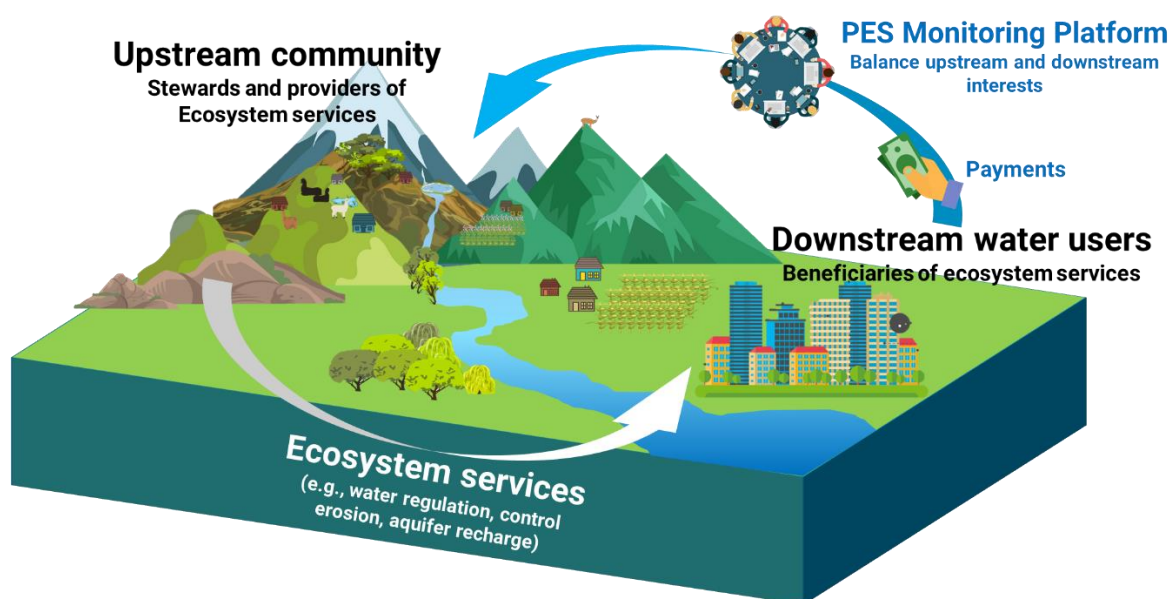 Upstream community
Stewards and providers of
Ecosystem services
PES Monitoring Platform
Balance upstream and downstream
interests
Payments
Downstream water users
Beneficiaries of ecosystem services
Ecosystem services
(e.g., water regulation, control
erosion, aquifer recharge)